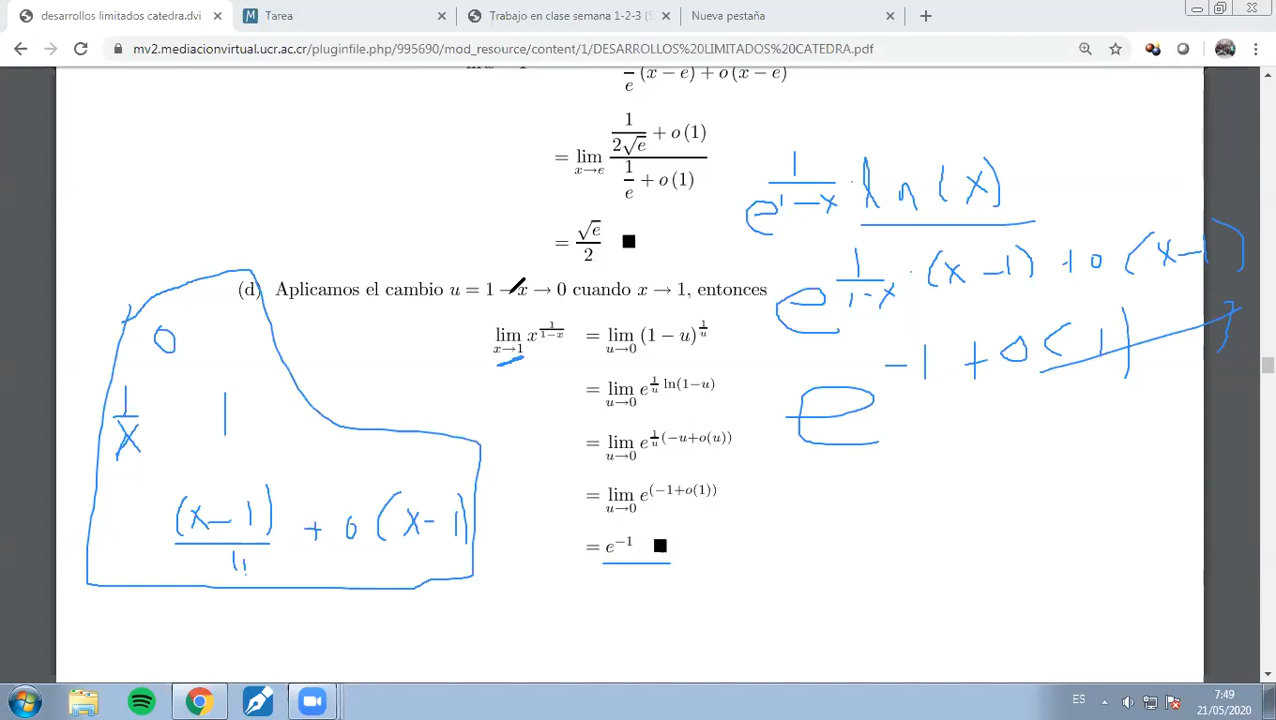 desarrollos limitados catedra.dvi
Tarea
Trabajo en clase semana 1-2-3 (
Nueva pestaña
mv2.mediacionvirtual.ucr.ac.cr/pluginfile.php/995690/mod_resource/content/1/DESARROLLOS%20LIMITADOS%20CATEDRA.pdf
1/e (x − e) + o (x − e)
= lim x→e (1/(2√e) + o (1)) / (1/e + o (1))
= √e/2 ■
(d) Aplicamos el cambio u = 1 − x → 0 cuando x → 1, entonces
lim x→1 x^(1/(1−x)) = lim u→0 (1 − u)^(1/u)
= lim u→0 e^(1/u ln(1−u))
= lim u→0 e^(1/u (−u+o(u)))
= lim u→0 e^((−1+o(1)))
= e^−1 ■
0
1/x 1
(x−1)/1! + o (x−1)
e^(1/(1−x) · ln(x))
e^(1/(1−x) · (x−1) + o (x−1))
e^(−1 + o(1))
ES
7:49
21/05/2020